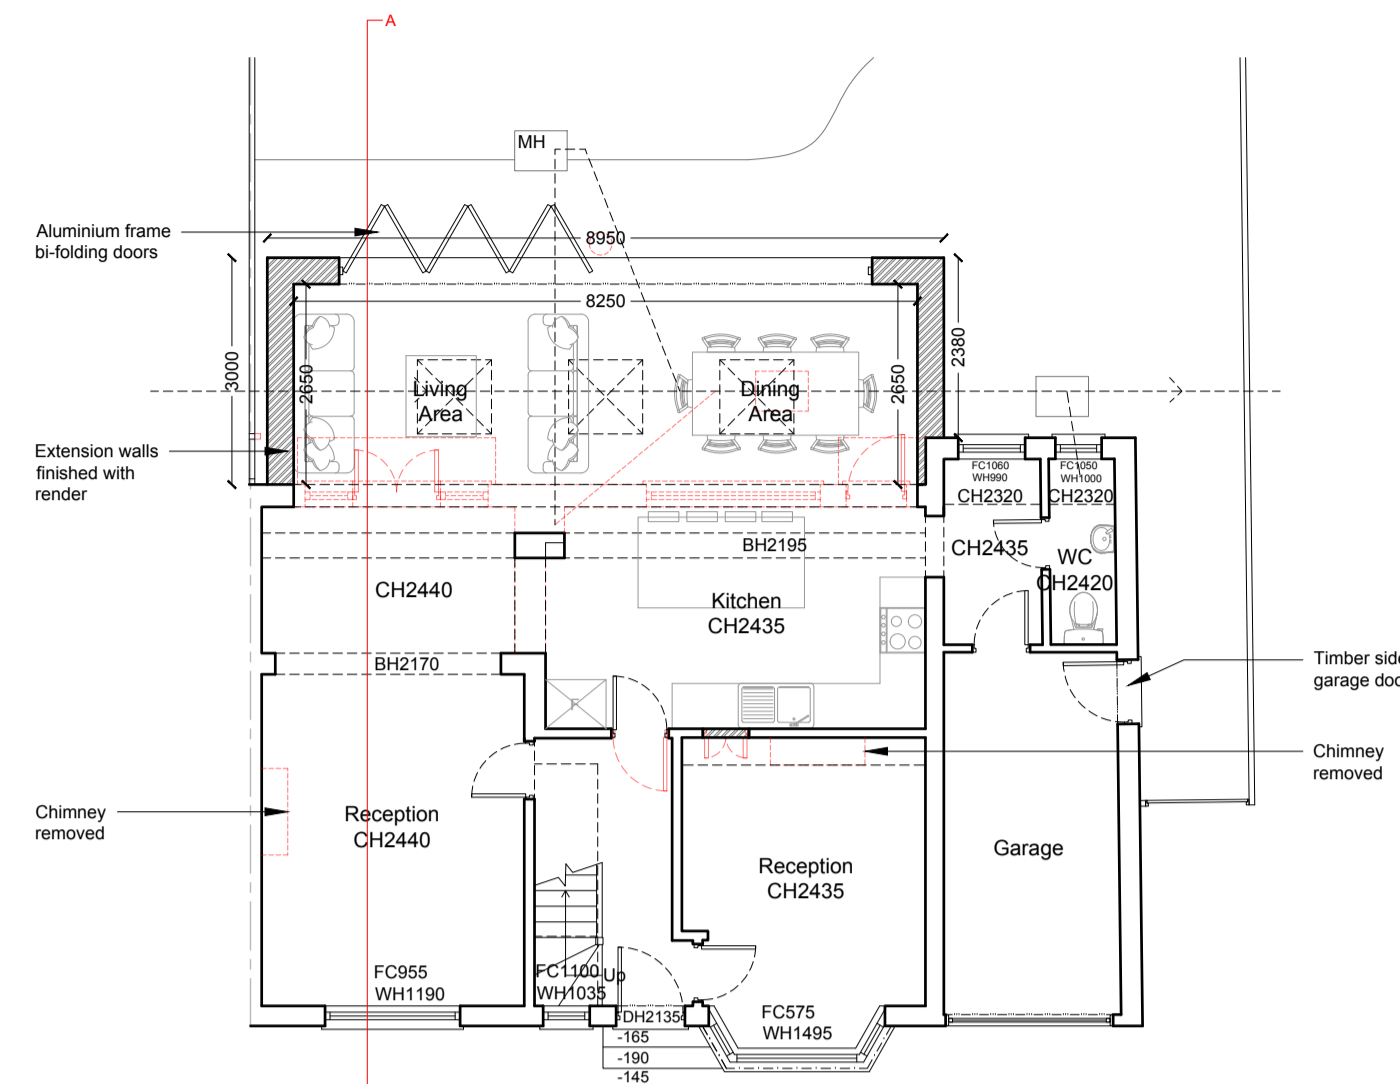 A
MH
Aluminium frame
bi-folding doors
8950
8250
3000
2650
2650
2380
Living
Area
Dining
Area
Extension walls
finished with
render
FC1060
WH990
CH2320
FC1050
WH1000
CH2320
BH2195
CH2435
WC
CH2420
CH2440
Kitchen
CH2435
BH2170
F
Timber side
garage doo
Chimney
removed
Chimney
removed
Reception
CH2440
Reception
CH2435
Garage
FC955
WH1190
FC1100
WH1035
Up
DH2135
-165
-190
-145
FC575
WH1495